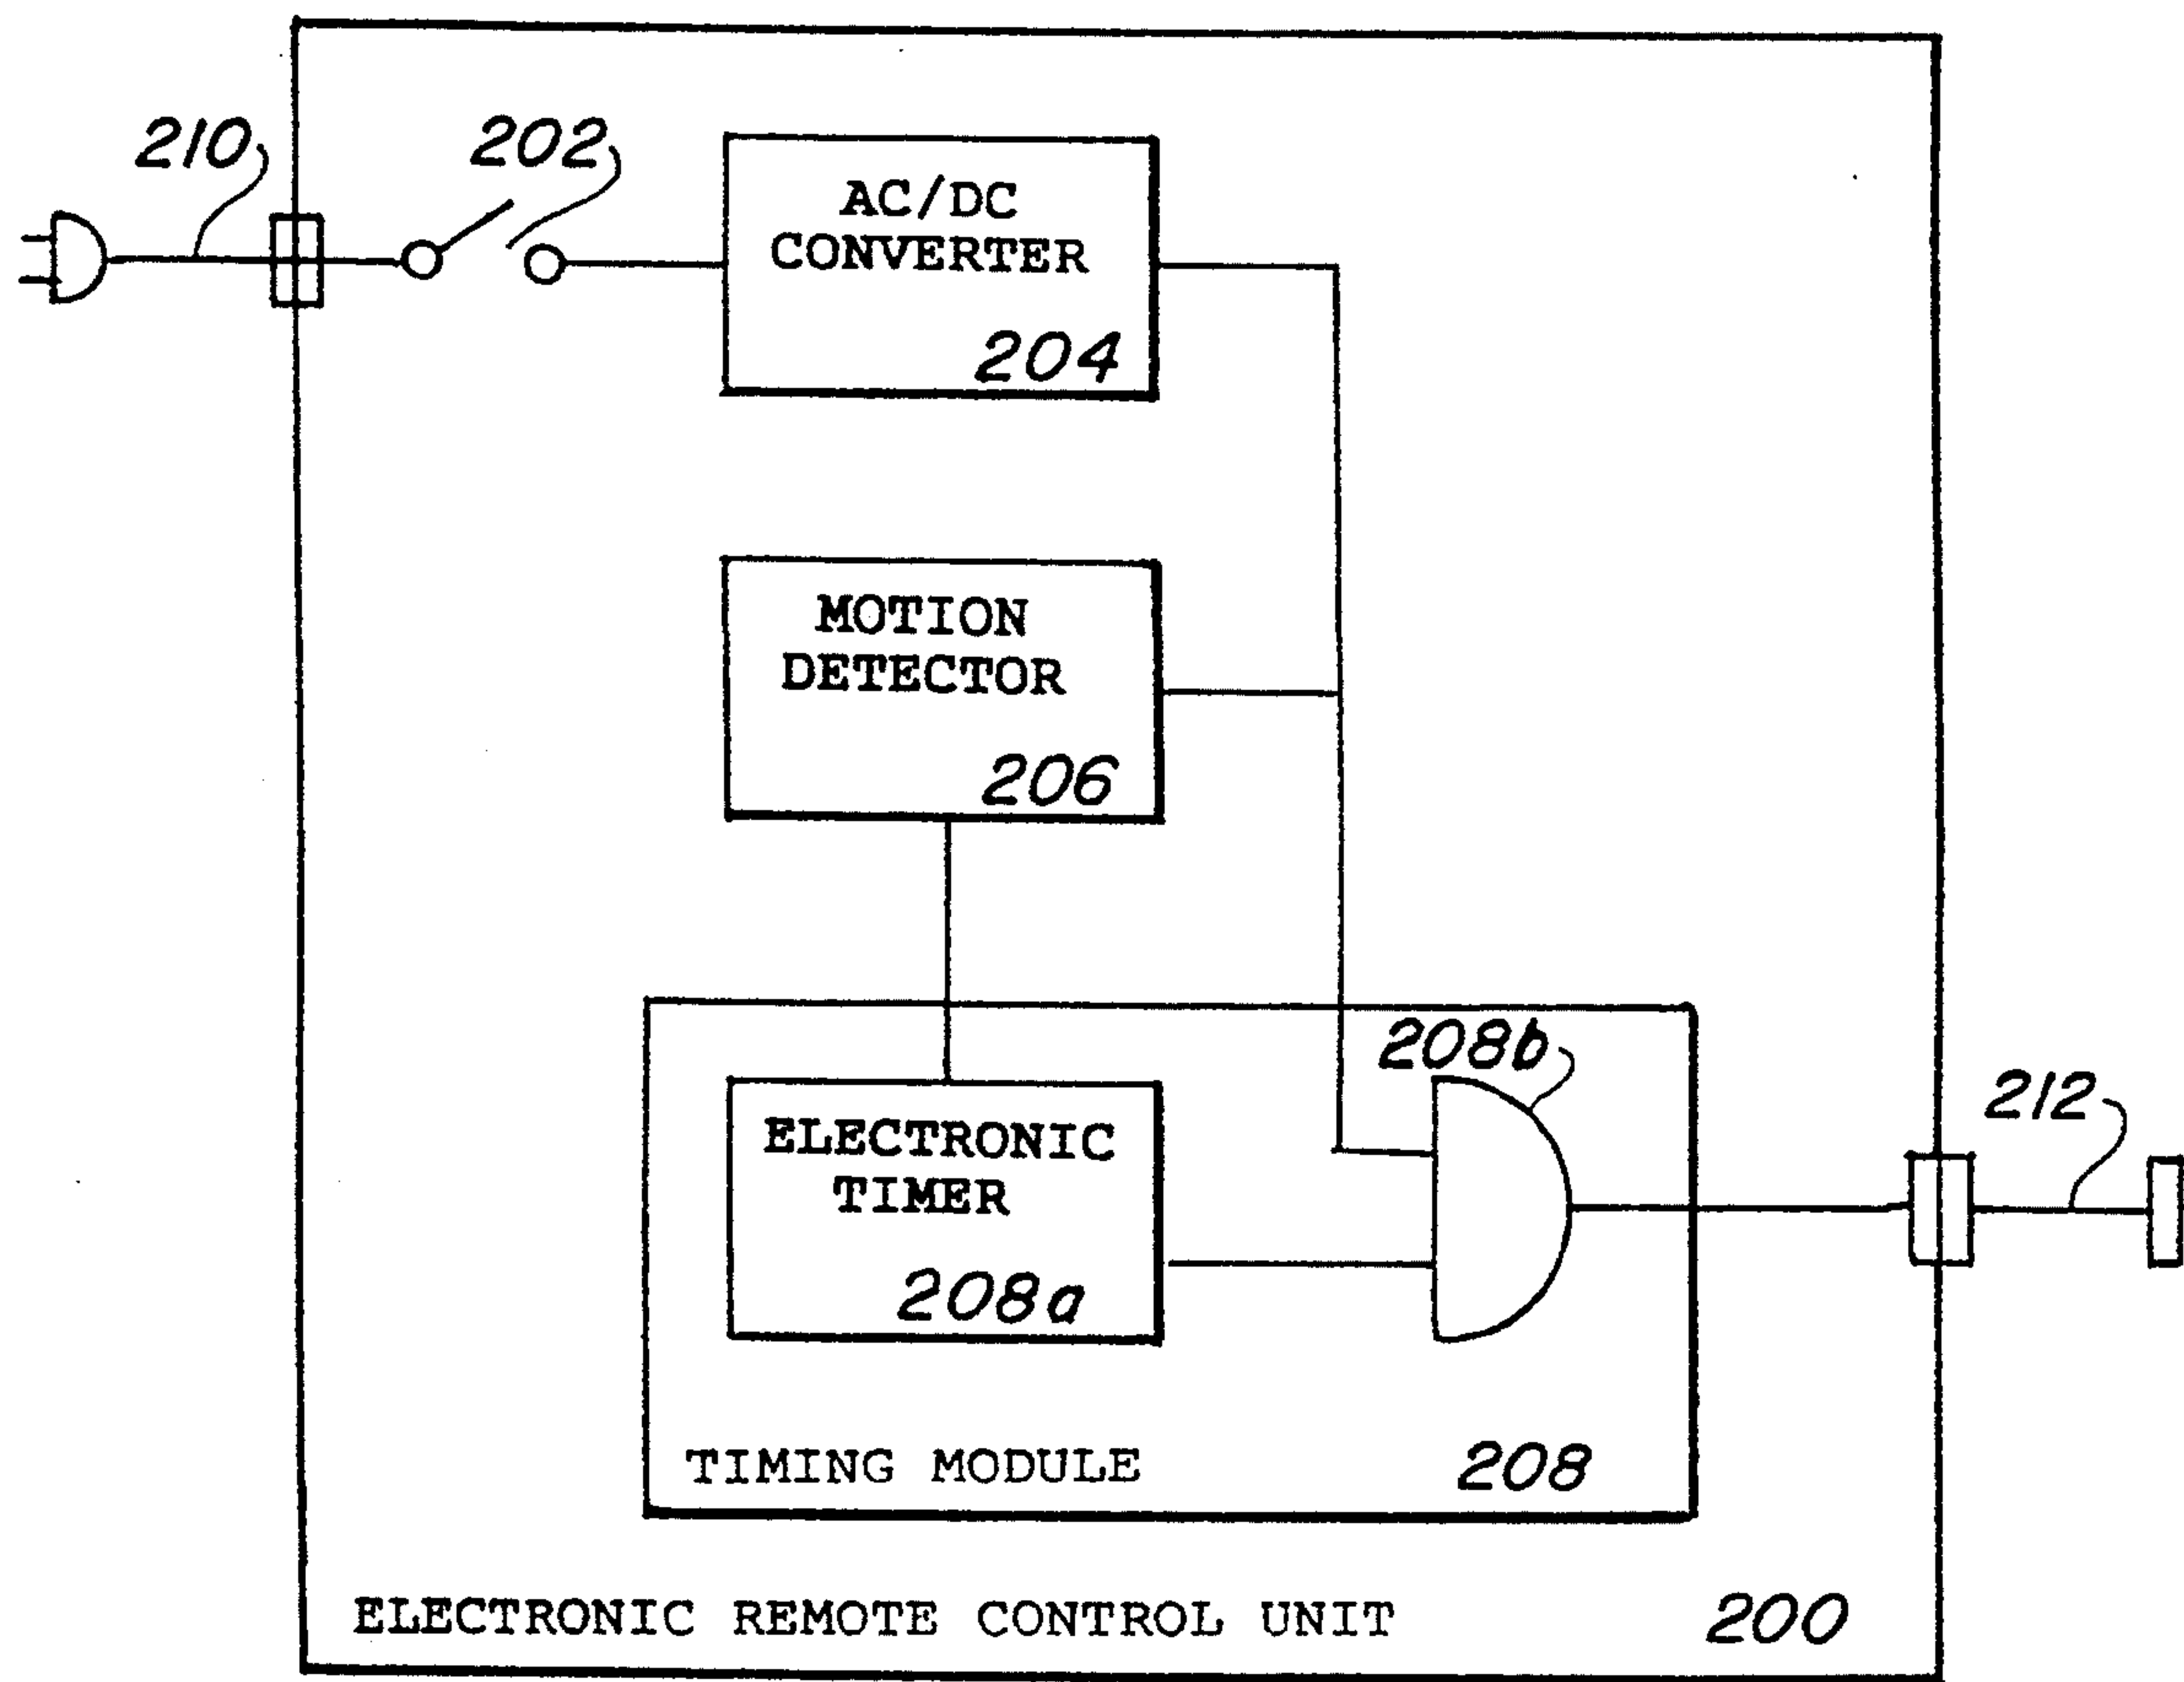 210
202
AC/DC
CONVERTER
204
MOTION
DETECTOR
206
208b
ELECTRONIC
TIMER
208a
212
TIMING MODULE 208
ELECTRONIC REMOTE CONTROL UNIT 200